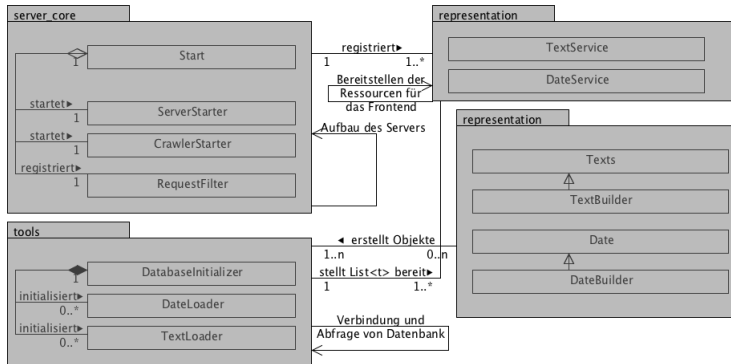 server_core
Start
1
startet▶
1
ServerStarter
startet▶
1
CrawlerStarter
registriert▶
1
RequestFilter
registriert▶
1
1..*
Bereitstellen der
Ressourcen für
das Frontend
Aufbau des Servers
representation
TextService
DateService
representation
Texts
TextBuilder
Date
DateBuilder
tools
DatabaseInitializer
1
initialisiert▶
0..*
DateLoader
initialisiert▶
0..*
TextLoader
◀ erstellt Objekte
1..n
0..n
stellt List<t> bereit▶
1
1..*
Verbindung und
Abfrage von Datenbank